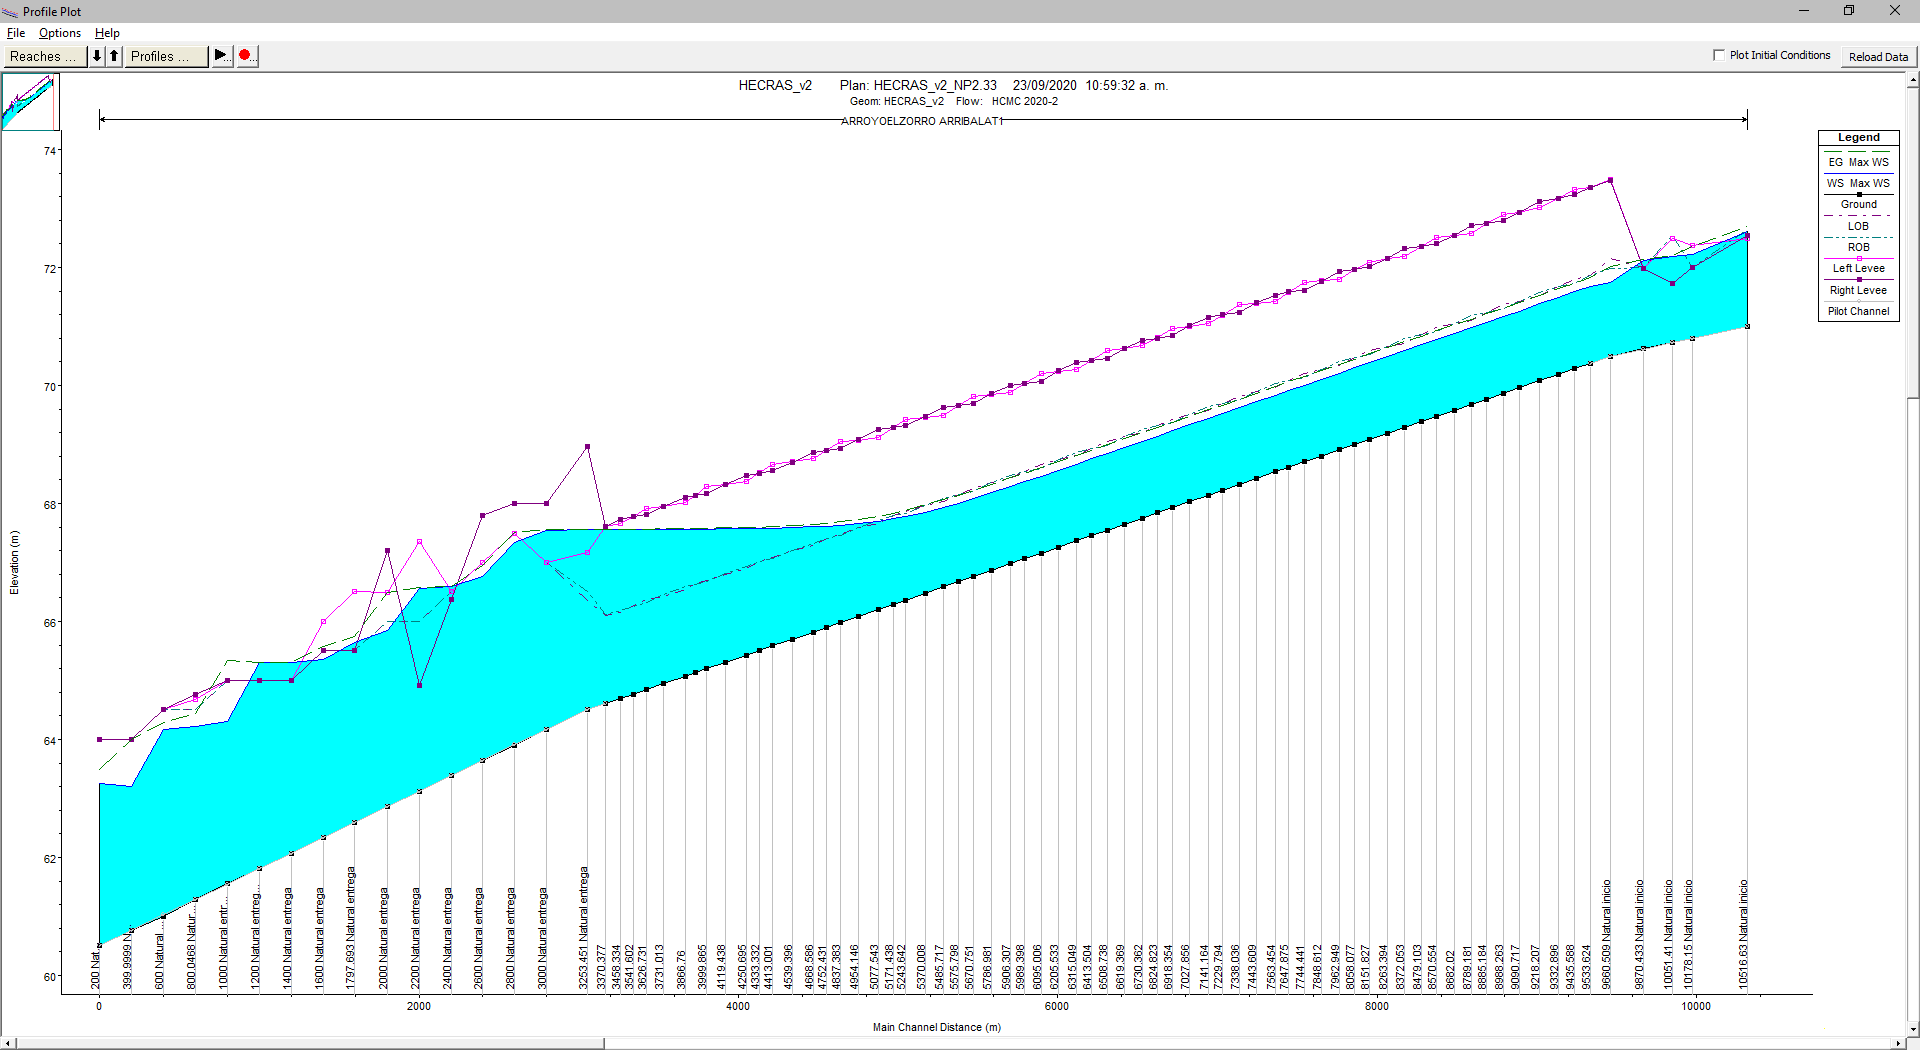 Profile Plot
File Options Help
Reaches ... Profiles ... ...
Plot Initial Conditions Reload Data
HECRAS_v2 Plan: HECRAS_v2_NP2.33 23/09/2020 10:59:32 a. m.
Geom: HECRAS_v2 Flow: HCMC 2020-2
ARROYOELZORRO ARRIBALAT1
Legend
EG Max WS
WS Max WS
Ground
LOB
ROB
Left Levee
Right Levee
Pilot Channel
74
72
70
68
66
64
62
60
Elevation (m)
200 Nat...
399.9999 N...
600 Natural ...
800.0468 Natur...
1000 Natural entr...
1200 Natural entreg...
1400 Natural entrega
1600 Natural entrega
1797.693 Natural entrega
2000 Natural entrega
2200 Natural entrega
2400 Natural entrega
2600 Natural entrega
2800 Natural entrega
3000 Natural entrega
3253.451 Natural entrega
3370.377
3458.334
3541.602
3626.731
3731.013
3866.76
3999.865
4119.438
4250.695
4333.332
4413.001
4539.396
4668.586
4752.431
4837.383
4954.146
5077.543
5171.438
5243.642
5370.008
5485.717
5575.798
5670.751
5786.981
5906.307
5989.398
6095.006
6205.533
6315.049
6413.504
6508.738
6619.369
6730.362
6824.823
6918.354
7027.856
7141.164
7229.794
7338.036
7443.609
7563.454
7647.875
7744.441
7848.612
7962.949
8058.077
8151.827
8263.394
8372.053
8479.103
8570.554
8682.02
8789.181
8885.184
8988.263
9090.717
9218.207
9332.896
9435.588
9533.624
9660.509 Natural inicio
9870.433 Natural inicio
10051.41 Natural inicio
10178.15 Natural inicio
10516.63 Natural inicio
0 2000 4000 6000 8000 10000
Main Channel Distance (m)